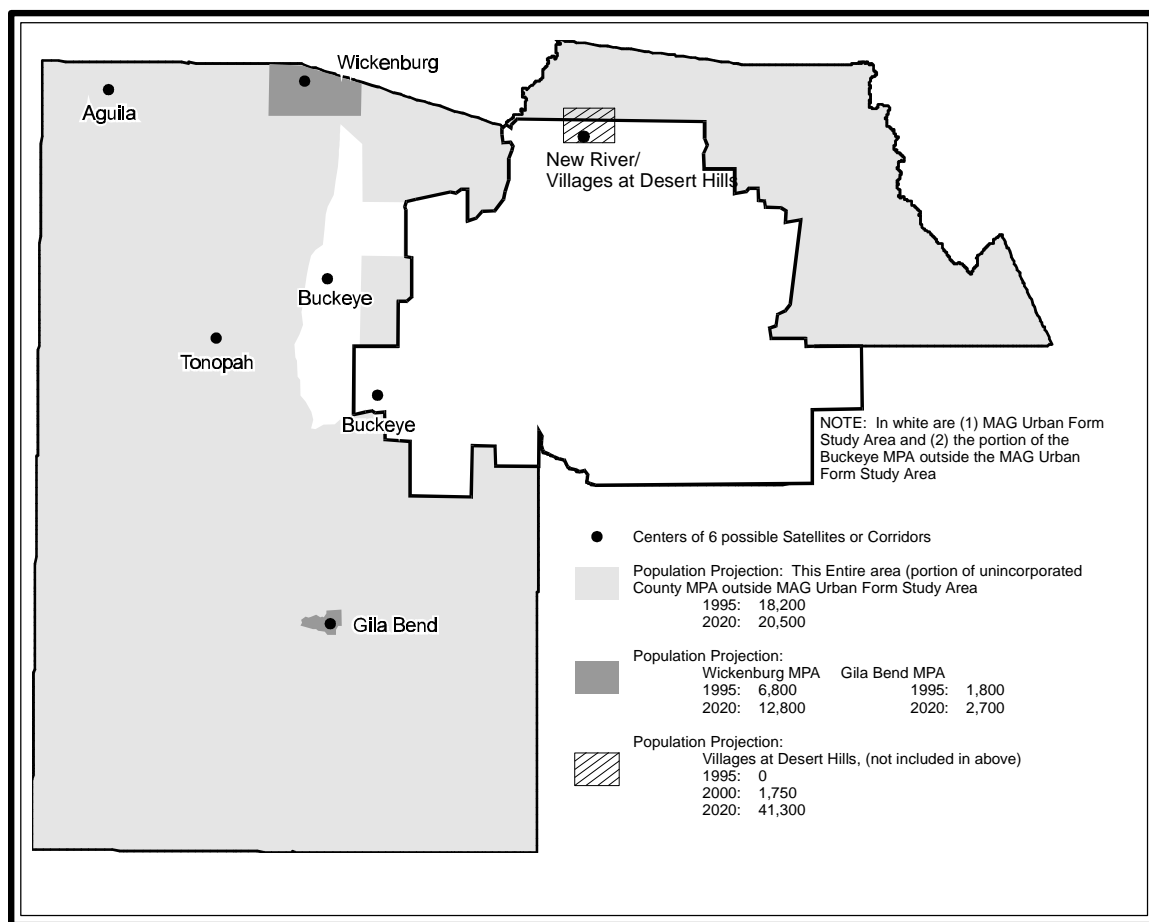 Wickenburg
Aguila
New River/
Villages at Desert Hills
Buckeye
Tonopah
Buckeye
NOTE: In white are (1) MAG Urban Form
Study Area and (2) the portion of the
Buckeye MPA outside the MAG Urban
Form Study Area
Centers of 6 possible Satellites or Corridors
Population Projection: This Entire area (portion of unincorporated
County MPA outside MAG Urban Form Study Area
1995: 18,200
2020: 20,500
Gila Bend
Population Projection:
Wickenburg MPA Gila Bend MPA
1995: 6,800 1995: 1,800
2020: 12,800 2020: 2,700
Population Projection:
Villages at Desert Hills, (not included in above)
1995: 0
2000: 1,750
2020: 41,300